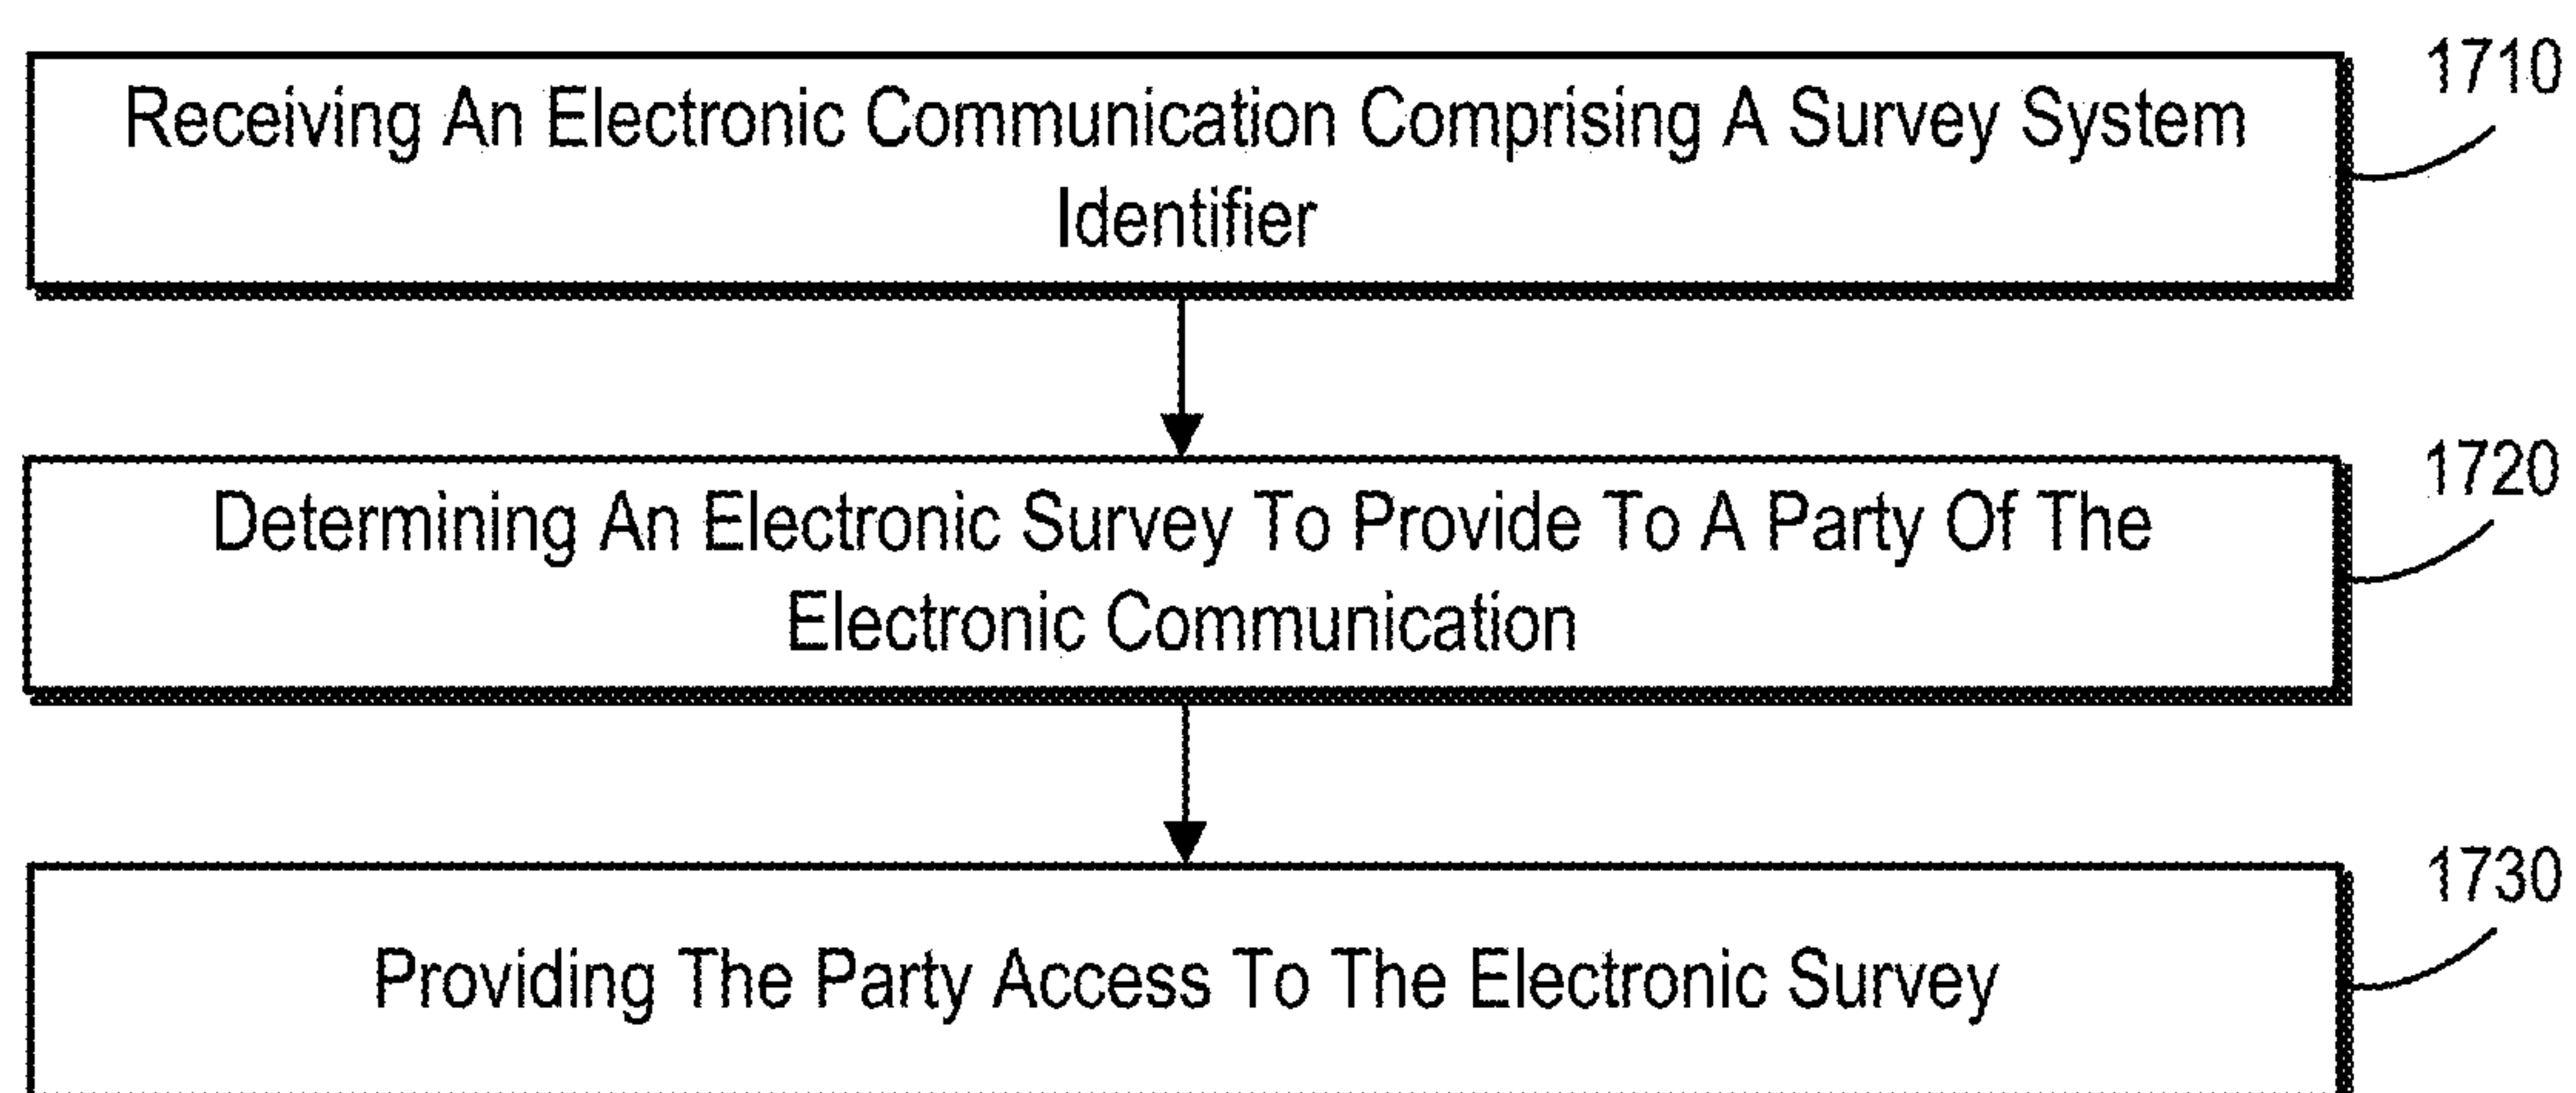 1710
Receiving An Electronic Communication Comprising A Survey System
Identifier
1720
Determining An Electronic Survey To Provide To A Party Of The
Electronic Communication
1730
Providing The Party Access To The Electronic Survey